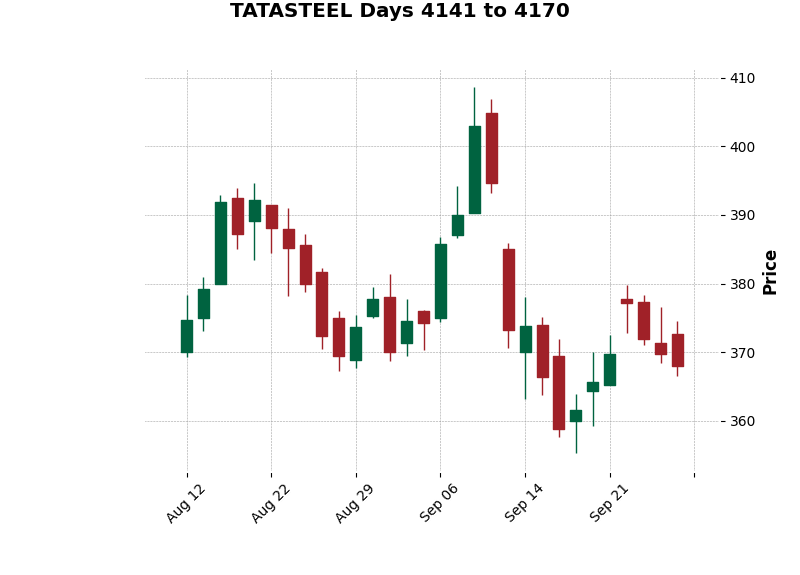 TATASTEEL Days 4141 to 4170
410
400
390
380
370
360
Price
Aug 12
Aug 22
Aug 29
Sep 06
Sep 14
Sep 21